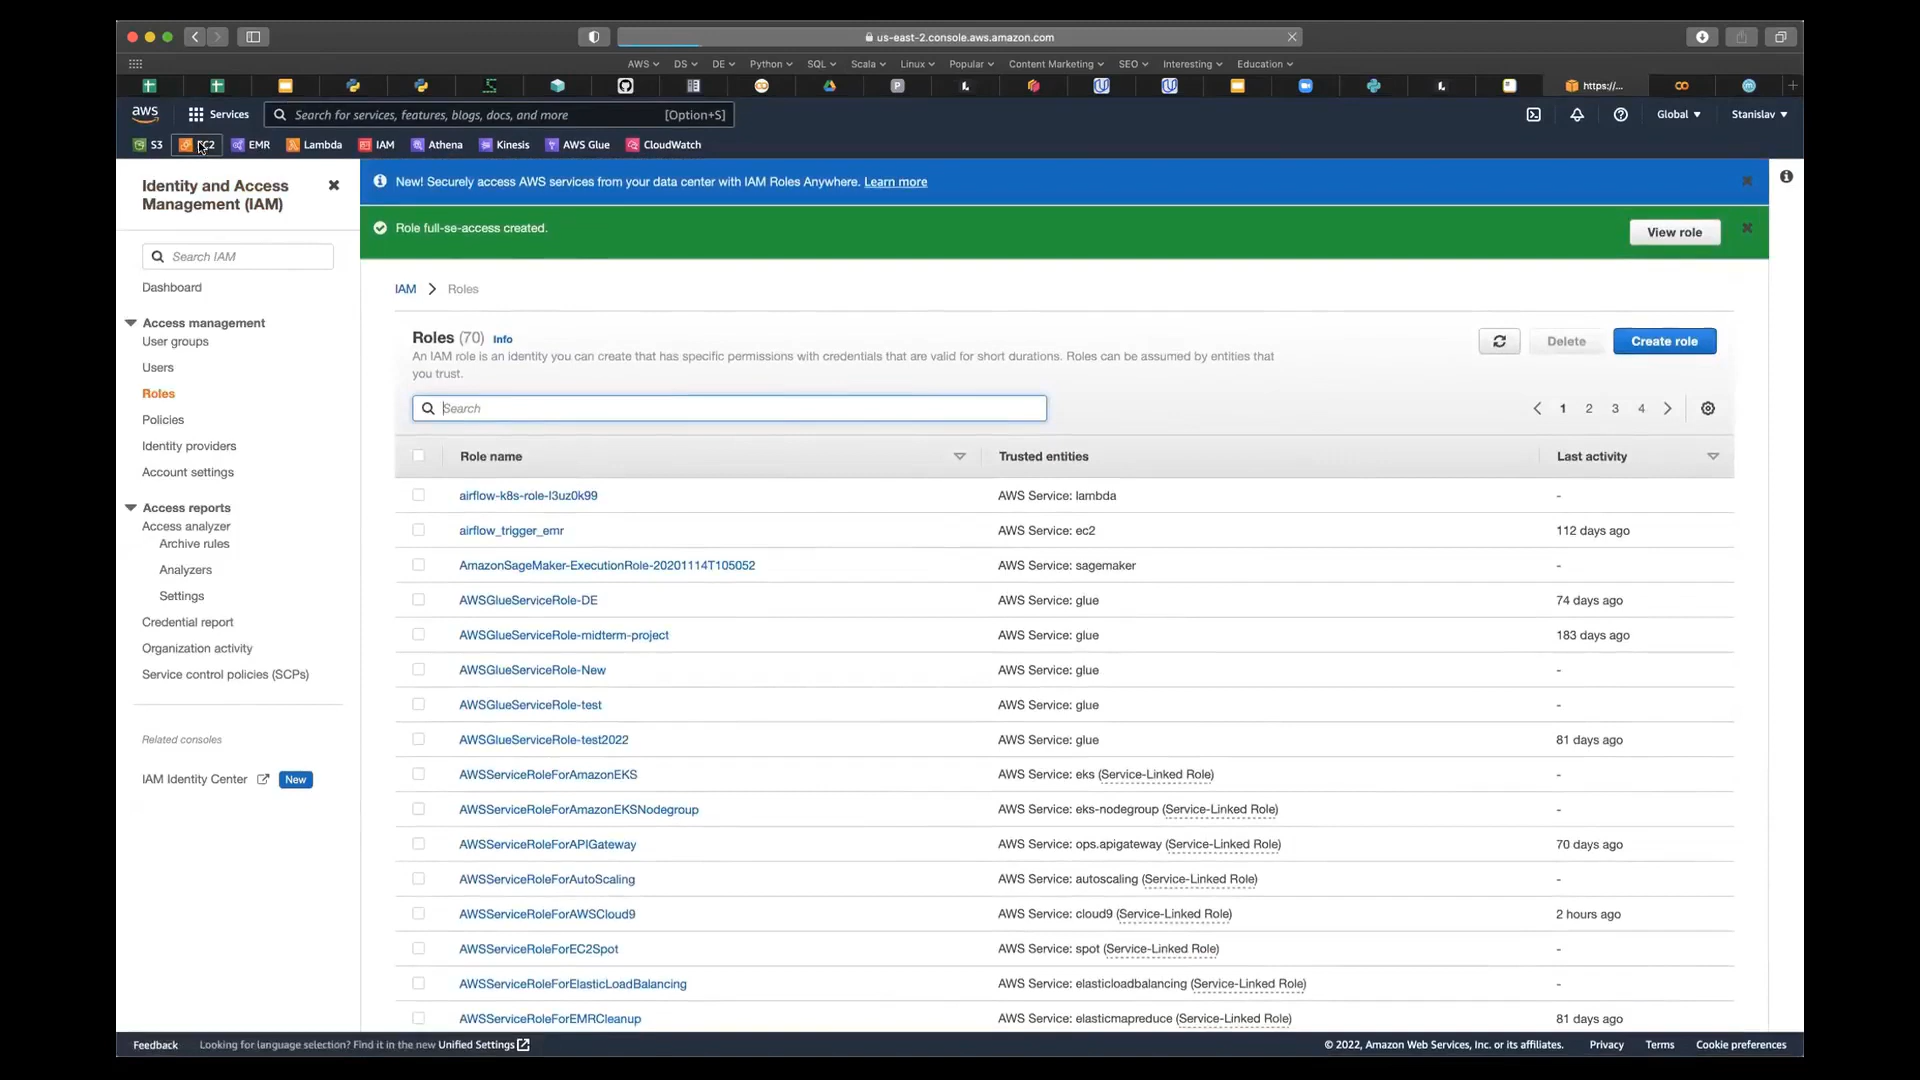 us-east-2.console.aws.amazon.com
AWS DS DE Python SQL Scala Linux Popular Content Marketing SEO Interesting Education
https://...
aws Services Search for services, features, blogs, docs, and more [Option+S] Global Stanislav
S3 EC2 EMR Lambda IAM Athena Kinesis AWS Glue CloudWatch
Identity and Access
Management (IAM)
Search IAM
Dashboard
Access management
User groups
Users
Roles
Policies
Identity providers
Account settings
Access reports
Access analyzer
Archive rules
Analyzers
Settings
Credential report
Organization activity
Service control policies (SCPs)
Related consoles
IAM Identity Center New
New! Securely access AWS services from your data center with IAM Roles Anywhere. Learn more
Role full-se-access created.
View role
IAM > Roles
Roles (70) Info
An IAM role is an identity you can create that has specific permissions with credentials that are valid for short durations. Roles can be assumed by entities that
you trust.
Delete Create role
Search
1 2 3 4
Role name Trusted entities Last activity
airflow-k8s-role-l3uz0k99 AWS Service: lambda -
airflow_trigger_emr AWS Service: ec2 112 days ago
AmazonSageMaker-ExecutionRole-20201114T105052 AWS Service: sagemaker -
AWSGlueServiceRole-DE AWS Service: glue 74 days ago
AWSGlueServiceRole-midterm-project AWS Service: glue 183 days ago
AWSGlueServiceRole-New AWS Service: glue -
AWSGlueServiceRole-test AWS Service: glue -
AWSGlueServiceRole-test2022 AWS Service: glue 81 days ago
AWSServiceRoleForAmazonEKS AWS Service: eks (Service-Linked Role) -
AWSServiceRoleForAmazonEKSNodegroup AWS Service: eks-nodegroup (Service-Linked Role)
AWSServiceRoleForAPIGateway AWS Service: ops.apigateway (Service-Linked Role) 70 days ago
AWSServiceRoleForAutoScaling AWS Service: autoscaling (Service-Linked Role) -
AWSServiceRoleForAWSCloud9 AWS Service: cloud9 (Service-Linked Role) 2 hours ago
AWSServiceRoleForEC2Spot AWS Service: spot (Service-Linked Role) -
AWSServiceRoleForElasticLoadBalancing AWS Service: elasticloadbalancing (Service-Linked Role) -
AWSServiceRoleForEMRCleanup AWS Service: elasticmapreduce (Service-Linked Role) 81 days ago
Feedback Looking for language selection? Find it in the new Unified Settings © 2022, Amazon Web Services, Inc. or its affiliates. Privacy Terms Cookie preferences